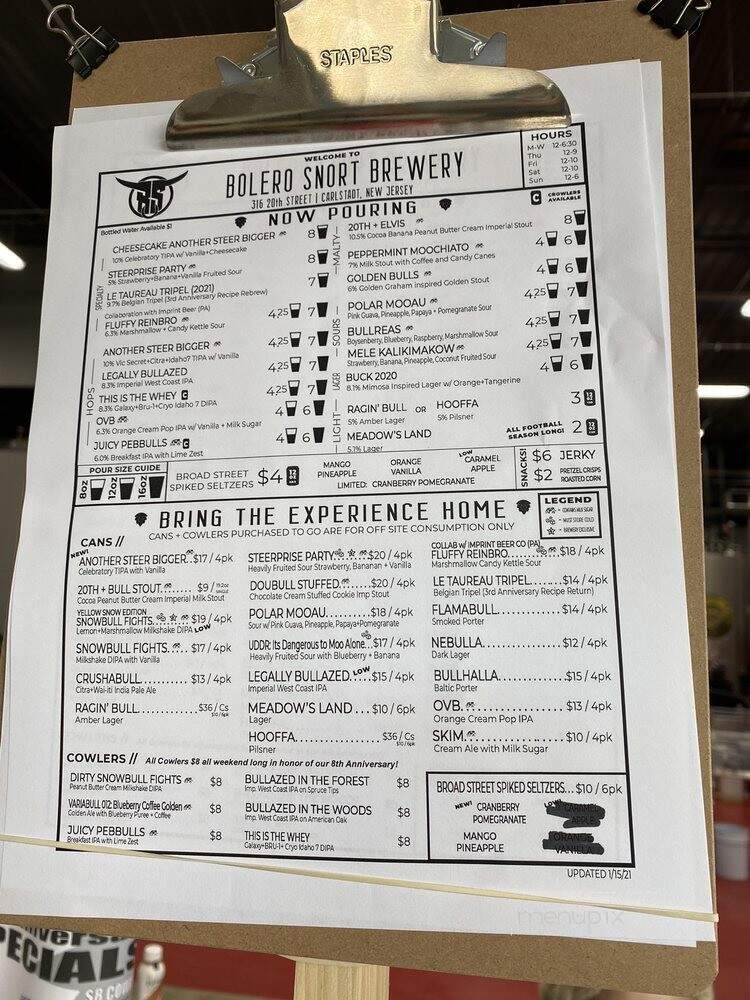 STAPLES
WELCOME TO
BOLERO SNORT BREWERY
316 20th STREET | CARLSTADT, NEW JERSEY
HOURS
M-W 12-6:30
Thu 12-9
Fri 12-10
Sat 12-10
Sun 12-6
BS
Bottled Water Available $1
NOW POURING
C CROWLERS AVAILABLE
SPECIALTY
CHEESECAKE ANOTHER STEER BIGGER 8
10% Celebratory TIPA w/ Vanilla+Cheesecake
STEERPRISE PARTY 8
5% Strawberry+Banana+Vanilla Fruited Sour
LE TAUREAU TRIPEL (2021) 7
9.7% Belgian Tripel (3rd Anniversary Recipe Rebrew)
Collaboration with Imprint Beer (PA)
FLUFFY REINBRO 4.25 7
6.3% Marshmallow + Candy Kettle Sour
HOPS
ANOTHER STEER BIGGER 4.25 7
10% Vic Secret+Citra+Idaho7 TIPA w/ Vanilla
LEGALLY BULLAZED 4.25 7
8.3% Imperial West Coast IPA
THIS IS THE WHEY C 4.25 7
8.3% Galaxy+Bru-1+Cryo Idaho 7 DIPA
OVB 4 6
6.3% Orange Cream Pop IPA w/ Vanilla + Milk Sugar
JUICY PEBBULLS C 4 6
6.0% Breakfast IPA with Lime Zest
MALTY
20TH + ELVIS 8
10.5% Cocoa Banana Peanut Butter Cream Imperial Stout
PEPPERMINT MOOCHIATO 4 6
7% Milk Stout with Coffee and Candy Canes
GOLDEN BULLS 4 6
6% Golden Graham inspired Golden Stout
SOURS
POLAR MOOAU 4.25 7
Pink Guava, Pineapple, Papaya + Pomegranate Sour
BULLREAS 4.25 7
Boysenberry, Blueberry, Raspberry, Marshmallow Sour
MELE KALIKIMAKOW 4.25 7
Strawberry, Banana, Pineapple, Coconut Fruited Sour
LAGER
BUCK 2020 4 6
8.1% Mimosa Inspired Lager w/ Orange+Tangerine
LIGHT
RAGIN' BULL OR HOOFFA 3
5% Amber Lager 5% Pilsner
MEADOW'S LAND ALL FOOTBALL SEASON LONG! 2
5.1% Lager
POUR SIZE GUIDE
8oz 12oz 16oz
BROAD STREET SPIKED SELTZERS $4 12 oz
MANGO PINEAPPLE
ORANGE VANILLA
LOW CARAMEL APPLE
LIMITED: CRANBERRY POMEGRANATE
SNACKS!
$6 JERKY
$2 PRETZEL CRISPS ROASTED CORN
BRING THE EXPERIENCE HOME
CANS + COWLERS PURCHASED TO GO ARE FOR OFF SITE CONSUMPTION ONLY
LEGEND
- CONTAINS MILK SUGAR
- MUST STORE COLD
- BREWERY EXCLUSIVE
CANS //
NEW!
ANOTHER STEER BIGGER..$17 / 4pk
Celebratory TIPA with Vanilla
20TH + BULL STOUT....... $9 / 19.2oz SINGLE
Cocoa Peanut Butter Cream Imperial Milk Stout
YELLOW SNOW EDITION
SNOWBULL FIGHTS. $19 / 4pk
Lemon+Marshmallow Milkshake DIPA LOW
SNOWBULL FIGHTS. .. $17 / 4pk
Milkshake DIPA with Vanilla
CRUSHABULL.......... $13 / 4pk
Citra+Wai-iti India Pale Ale
RAGIN' BULL............ $36 / Cs
Amber Lager $10 / 6pk
STEERPRISE PARTY $20 / 4pk
Heavily Fruited Sour Strawberry, Bananan + Vanilla
DOUBULL STUFFED.......$20 / 4pk
Chocolate Cream Stuffed Cookie Imp Stout
POLAR MOOAU..........$18 / 4pk
Sour w/ Pink Guava, Pineapple, Papaya+Pomegranate
UDDR: Its Dangerous to Moo Alone...$17 / 4pk
Heavily Fruited Sour with Blueberry + Banana
LEGALLY BULLAZED. LOW $15 / 4pk
Imperial West Coast IPA
MEADOW'S LAND ... $10 / 6pk
Lager
HOOFFA.................. $36 / Cs
Pilsner $10 / 6pk
COLLAB w/ IMPRINT BEER CO (PA)
FLUFFY REINBRO....... $18 / 4pk
Marshmallow Candy Kettle Sour
LE TAUREAU TRIPEL......$14 / 4pk
Belgian Tripel (3rd Anniversary Recipe Return)
FLAMABULL.............$14 / 4pk
Smoked Porter
NEBULLA................$12 / 4pk
Dark Lager
BULLHALLA..............$15 / 4pk
Baltic Porter
OVB. ................... $13 / 4pk
Orange Cream Pop IPA
SKIM. ................. $10 / 4pk
Cream Ale with Milk Sugar
COWLERS // All Cowlers $8 all weekend long in honor of our 8th Anniversary!
DIRTY SNOWBULL FIGHTS $8
Peanut Butter Cream Milkshake DIPA
VARIABULL 012: Blueberry Coffee Golden $8
Golden Ale with Blueberry Puree + Coffee
JUICY PEBBULLS $8
Breakfast IPA with Lime Zest
BULLAZED IN THE FOREST $8
Imp. West Coast IPA on Spruce Tips
BULLAZED IN THE WOODS $8
Imp. West Coast IPA on American Oak
THIS IS THE WHEY $8
Galaxy+BRU-1+ Cryo Idaho 7 DIPA
BROAD STREET SPIKED SELTZERS... $10 / 6pk
NEW! CRANBERRY POMEGRANATE
LOW CARAMEL APPLE
MANGO PINEAPPLE
ORANGE VANILLA
UPDATED 1/15/21
menupix
SB CO